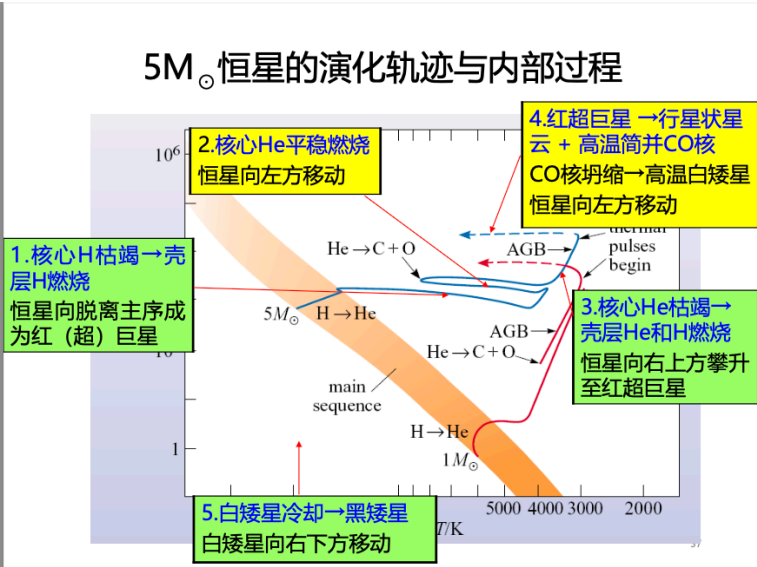 5M☉恒星的演化轨迹与内部过程
4.红超巨星 →行星状星
云 + 高温简并CO核
CO核坍缩→高温白矮星
恒星向左方移动
2.核心He平稳燃烧
恒星向左方移动
10⁶
thermal
pulses
begin
AGB
He→C+O
1.核心H枯竭→壳
层H燃烧
恒星向脱离主序成
为红（超）巨星
5M☉
H→He
3.核心He枯竭→
壳层He和H燃烧
恒星向右上方攀升
至红超巨星
AGB
He→C+O
main
sequence
H→He
1M☉
1
5.白矮星冷却→黑矮星
白矮星向右下方移动
5000 4000 3000 2000
T/K